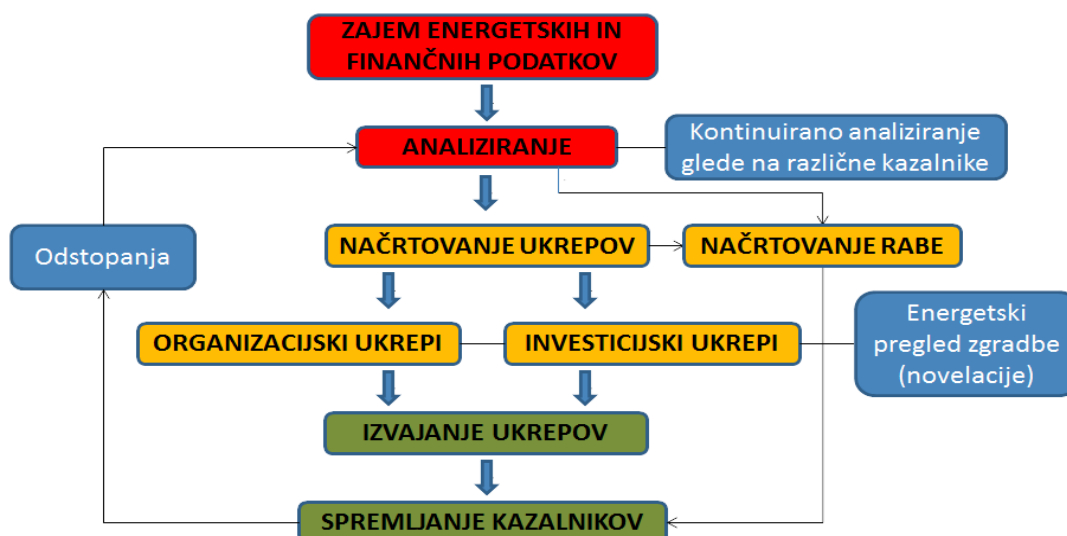 ZAJEM ENERGETSKIH IN
FINANČNIH PODATKOV
ANALIZIRANJE
Kontinuirano analiziranje
glede na različne kazalnike
Odstopanja
NAČRTOVANJE UKREPOV
NAČRTOVANJE RABE
ORGANIZACIJSKI UKREPI
INVESTICIJSKI UKREPI
Energetski
pregled zgradbe
(novelacije)
IZVAJANJE UKREPOV
SPREMLJANJE KAZALNIKOV